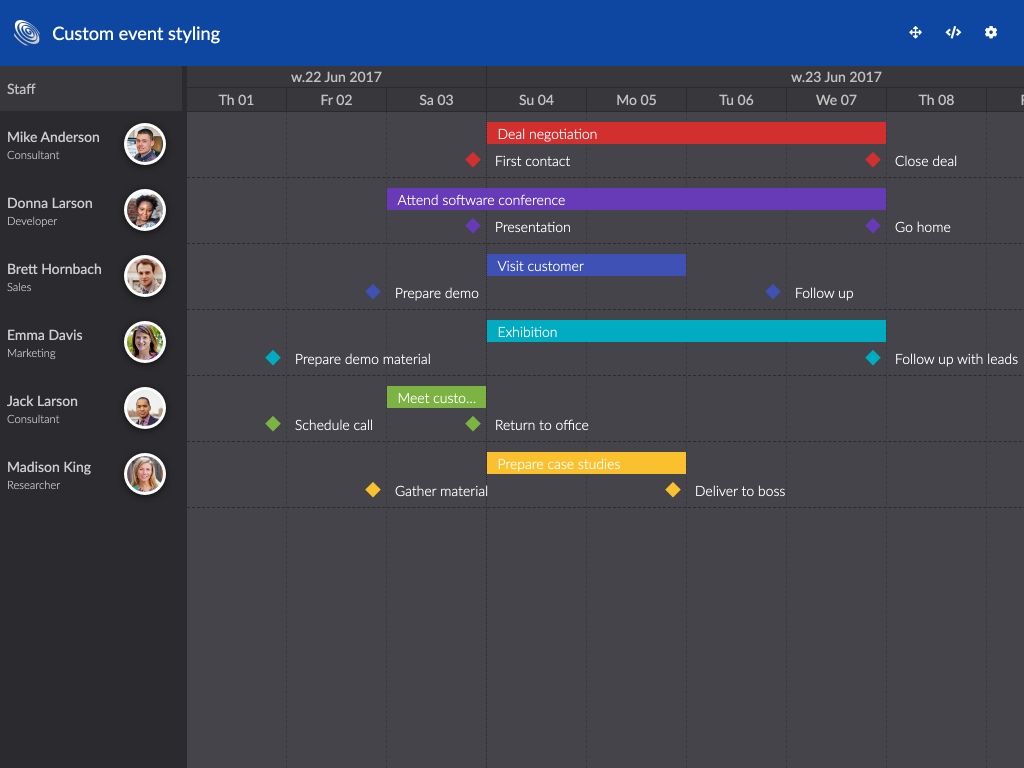 Custom event styling
Staff
w.22 Jun 2017
w.23 Jun 2017
Th 01
Fr 02
Sa 03
Su 04
Mo 05
Tu 06
We 07
Th 08
Mike Anderson
Consultant
Deal negotiation
First contact
Close deal
Donna Larson
Developer
Attend software conference
Presentation
Go home
Brett Hornbach
Sales
Visit customer
Prepare demo
Follow up
Emma Davis
Marketing
Exhibition
Prepare demo material
Follow up with leads
Jack Larson
Consultant
Meet custo...
Schedule call
Return to office
Madison King
Researcher
Prepare case studies
Gather material
Deliver to boss